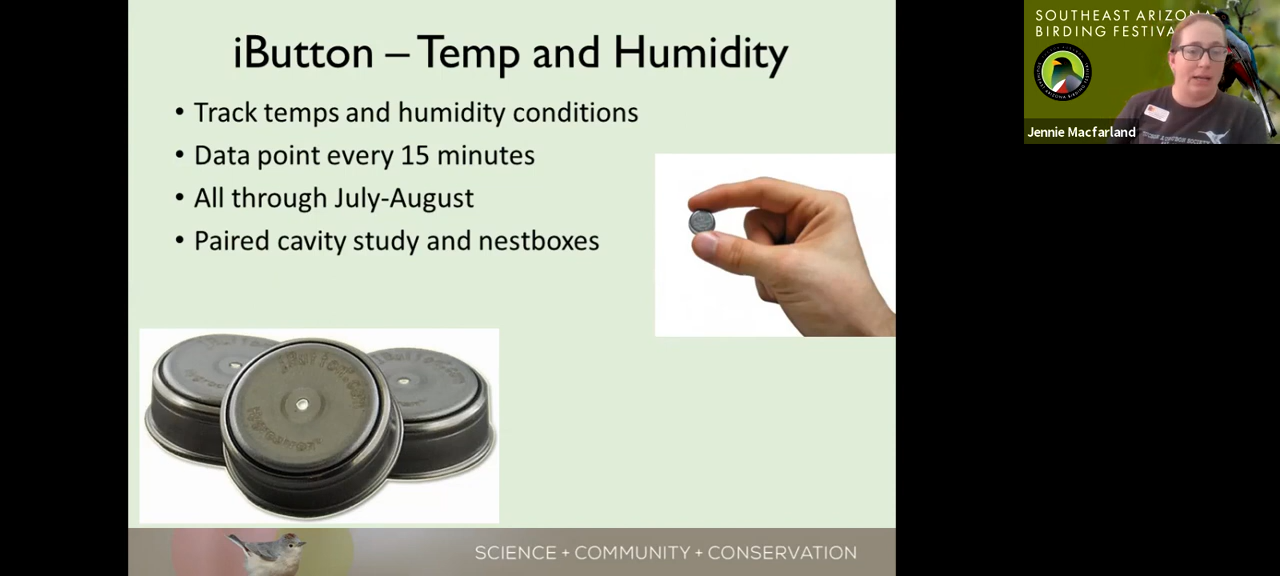 iButton – Temp and Humidity
• Track temps and humidity conditions
• Data point every 15 minutes
• All through July-August
• Paired cavity study and nestboxes
SCIENCE + COMMUNITY + CONSERVATION
SOUTHEAST ARIZONA
BIRDING FESTIVA
Jennie Macfarland